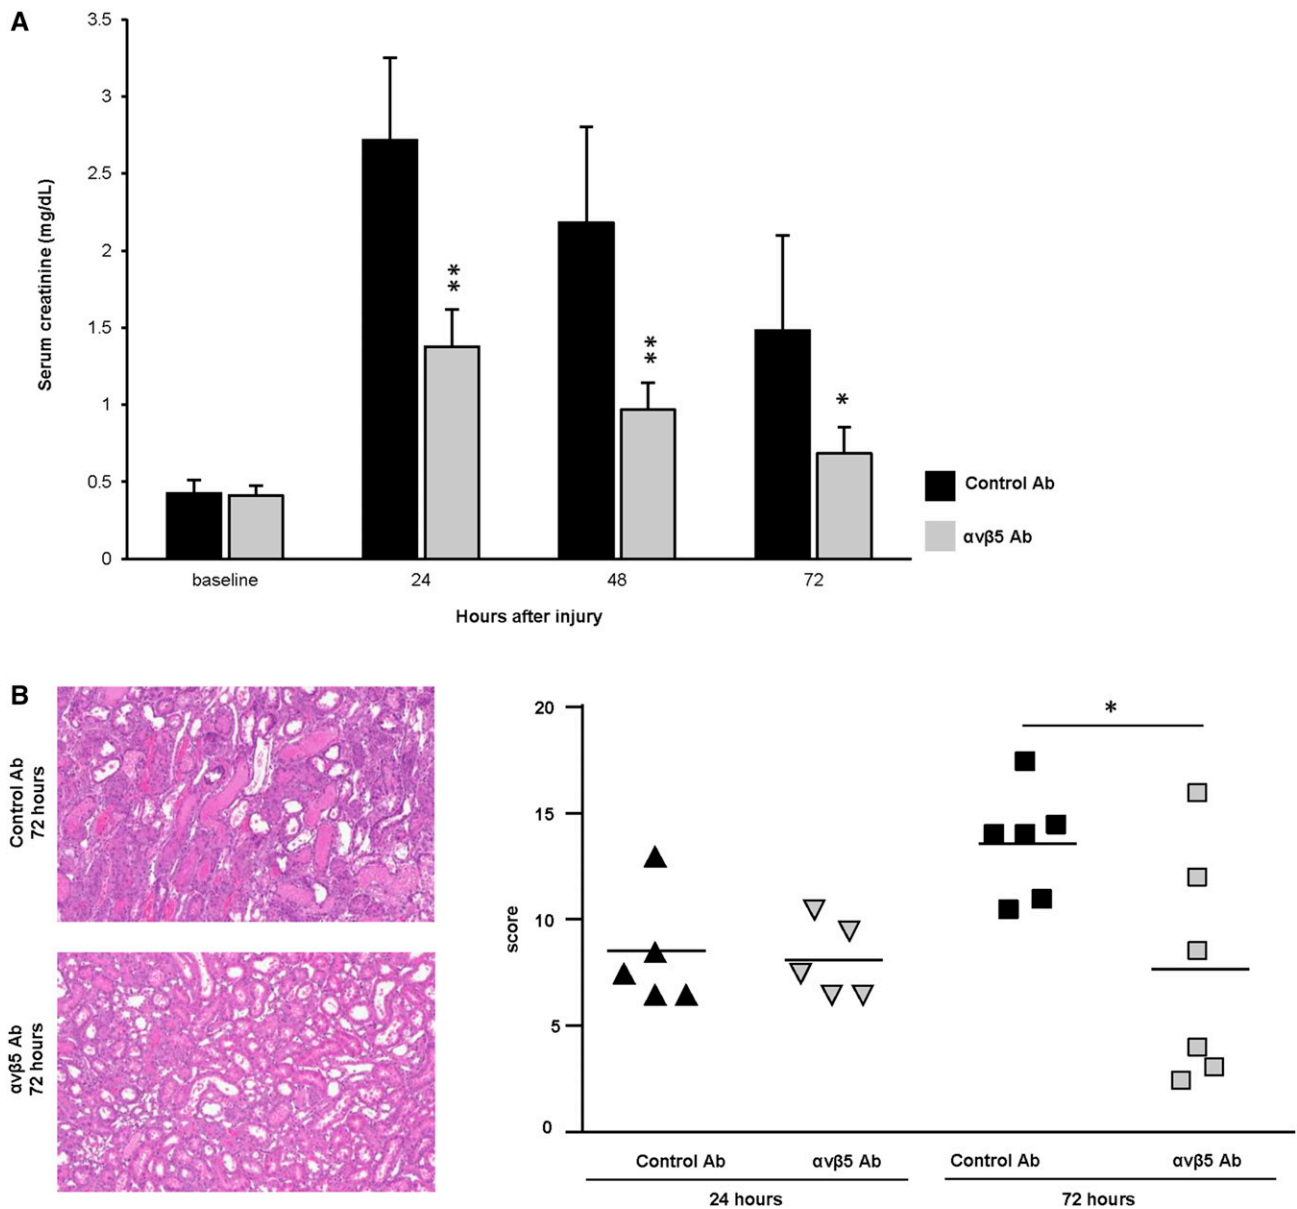 A
3.5
3
2.5
2
1.5
1
0.5
0
Serum creatinine (mg/dL)
**
**
*
baseline 24 48 72
Hours after injury
Control Ab
αvβ5 Ab
B
Control Ab
72 hours
αvβ5 Ab
72 hours
20
15
10
5
0
score
*
Control Ab αvβ5 Ab Control Ab αvβ5 Ab
24 hours 72 hours